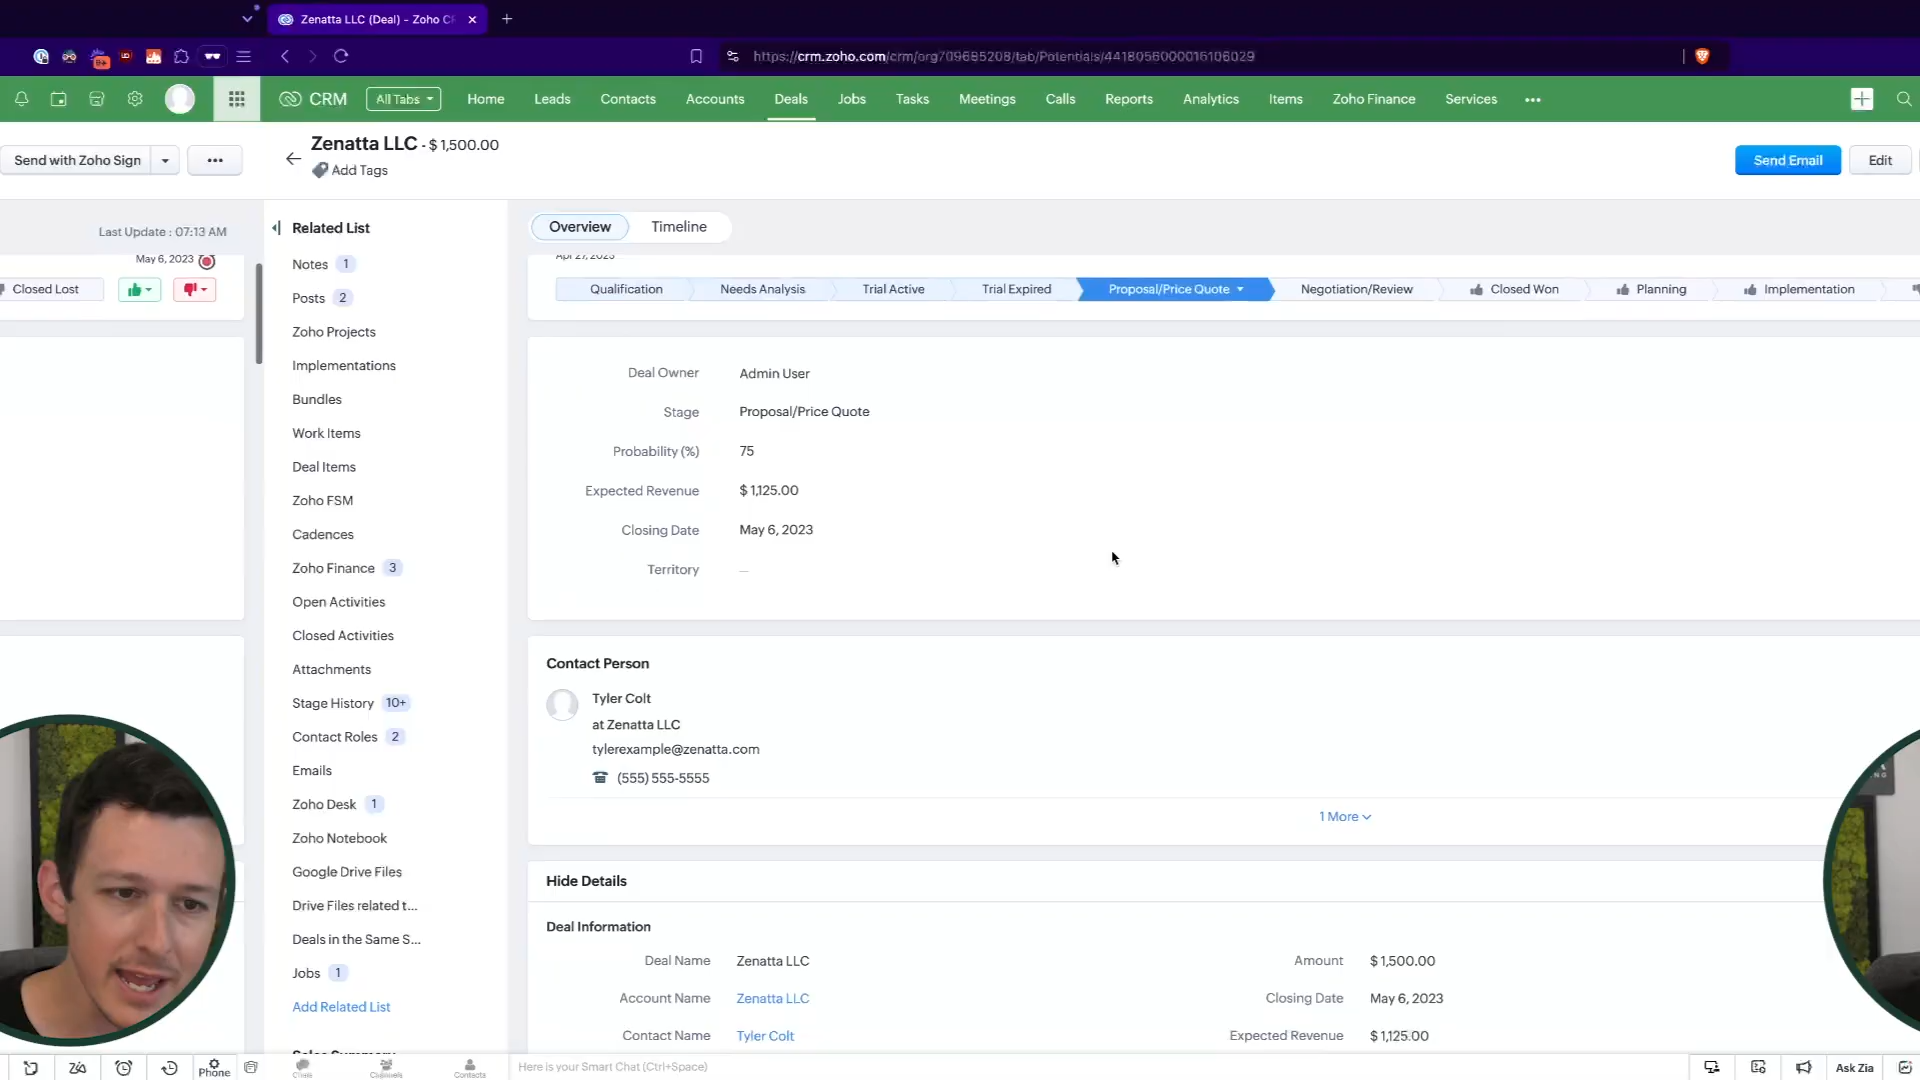 Zenatta LLC (Deal) - Zoho C
https://crm.zoho.com/crm/org709695208/tab/Potentials/4418056000016106029
CRM
All Tabs
Home
Leads
Contacts
Accounts
Deals
Jobs
Tasks
Meetings
Calls
Reports
Analytics
Items
Zoho Finance
Services
Send with Zoho Sign
Zenatta LLC - $ 1,500.00
Add Tags
Send Email
Edit
Last Update : 07:13 AM
May 6, 2023
Closed Lost
Related List
Notes 1
Posts 2
Zoho Projects
Implementations
Bundles
Work Items
Deal Items
Zoho FSM
Cadences
Zoho Finance 3
Open Activities
Closed Activities
Attachments
Stage History 10+
Contact Roles 2
Emails
Zoho Desk 1
Zoho Notebook
Google Drive Files
Drive Files related t...
Deals in the Same S...
Jobs 1
Add Related List
Sales Summary
Overview
Timeline
Apr 27, 2023
Qualification
Needs Analysis
Trial Active
Trial Expired
Proposal/Price Quote
Negotiation/Review
Closed Won
Planning
Implementation
Deal Owner Admin User
Stage Proposal/Price Quote
Probability (%) 75
Expected Revenue $ 1,125.00
Closing Date May 6, 2023
Territory —
Contact Person
Tyler Colt
at Zenatta LLC
tylerexample@zenatta.com
(555) 555-5555
1 More
Hide Details
Deal Information
Deal Name Zenatta LLC
Amount $ 1,500.00
Account Name Zenatta LLC
Closing Date May 6, 2023
Contact Name Tyler Colt
Expected Revenue $ 1,125.00
Phone
Chats
Channels
Contacts
Here is your Smart Chat (Ctrl+Space)
Ask Zia